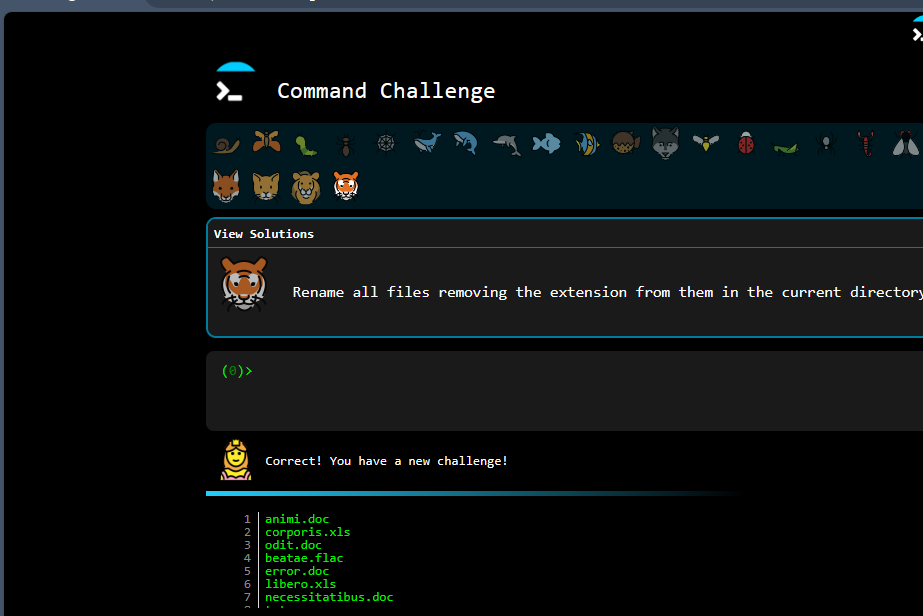 Command Challenge
View Solutions
Rename all files removing the extension from them in the current directory
(0)>
Correct! You have a new challenge!
1 animi.doc
2 corporis.xls
3 odit.doc
4 beatae.flac
5 error.doc
6 libero.xls
7 necessitatibus.doc